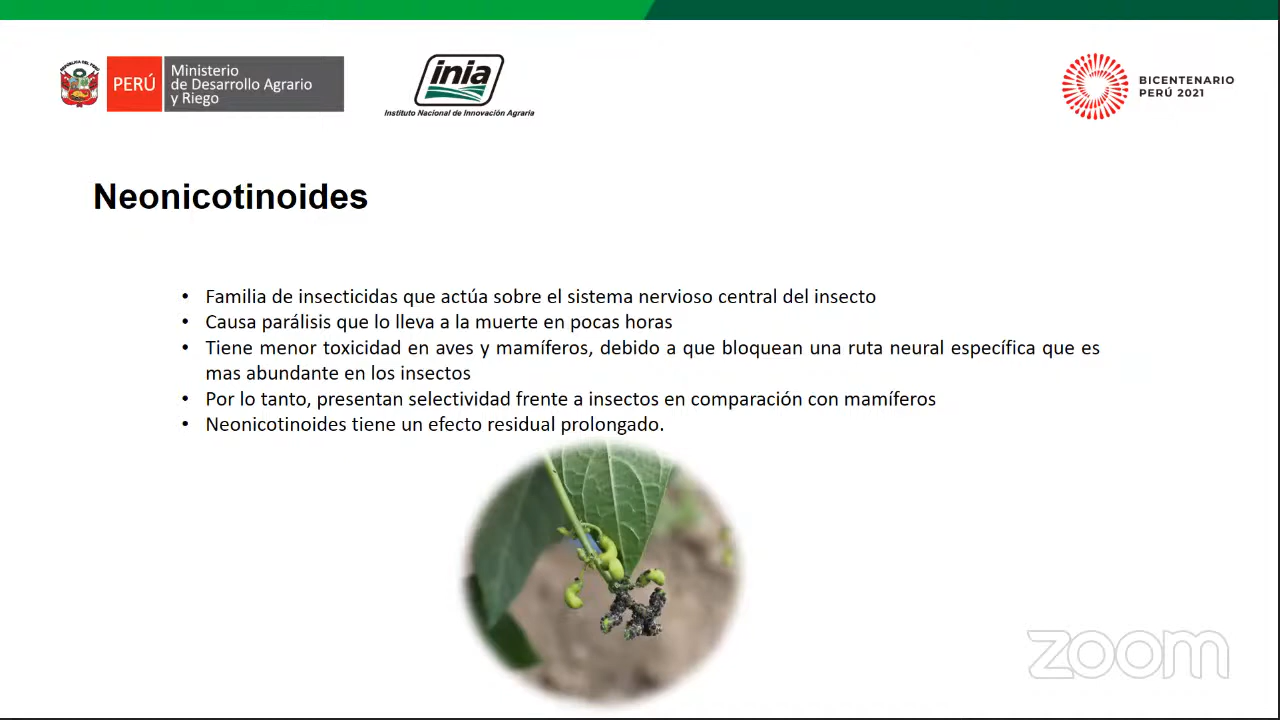 PERÚ
Ministerio
de Desarrollo Agrario
y Riego
inia
Instituto Nacional de Innovación Agraria
BICENTENARIO
PERÚ 2021
Neonicotinoides
• Familia de insecticidas que actúa sobre el sistema nervioso central del insecto
• Causa parálisis que lo lleva a la muerte en pocas horas
• Tiene menor toxicidad en aves y mamíferos, debido a que bloquean una ruta neural específica que es
mas abundante en los insectos
• Por lo tanto, presentan selectividad frente a insectos en comparación con mamíferos
• Neonicotinoides tiene un efecto residual prolongado.
zoom